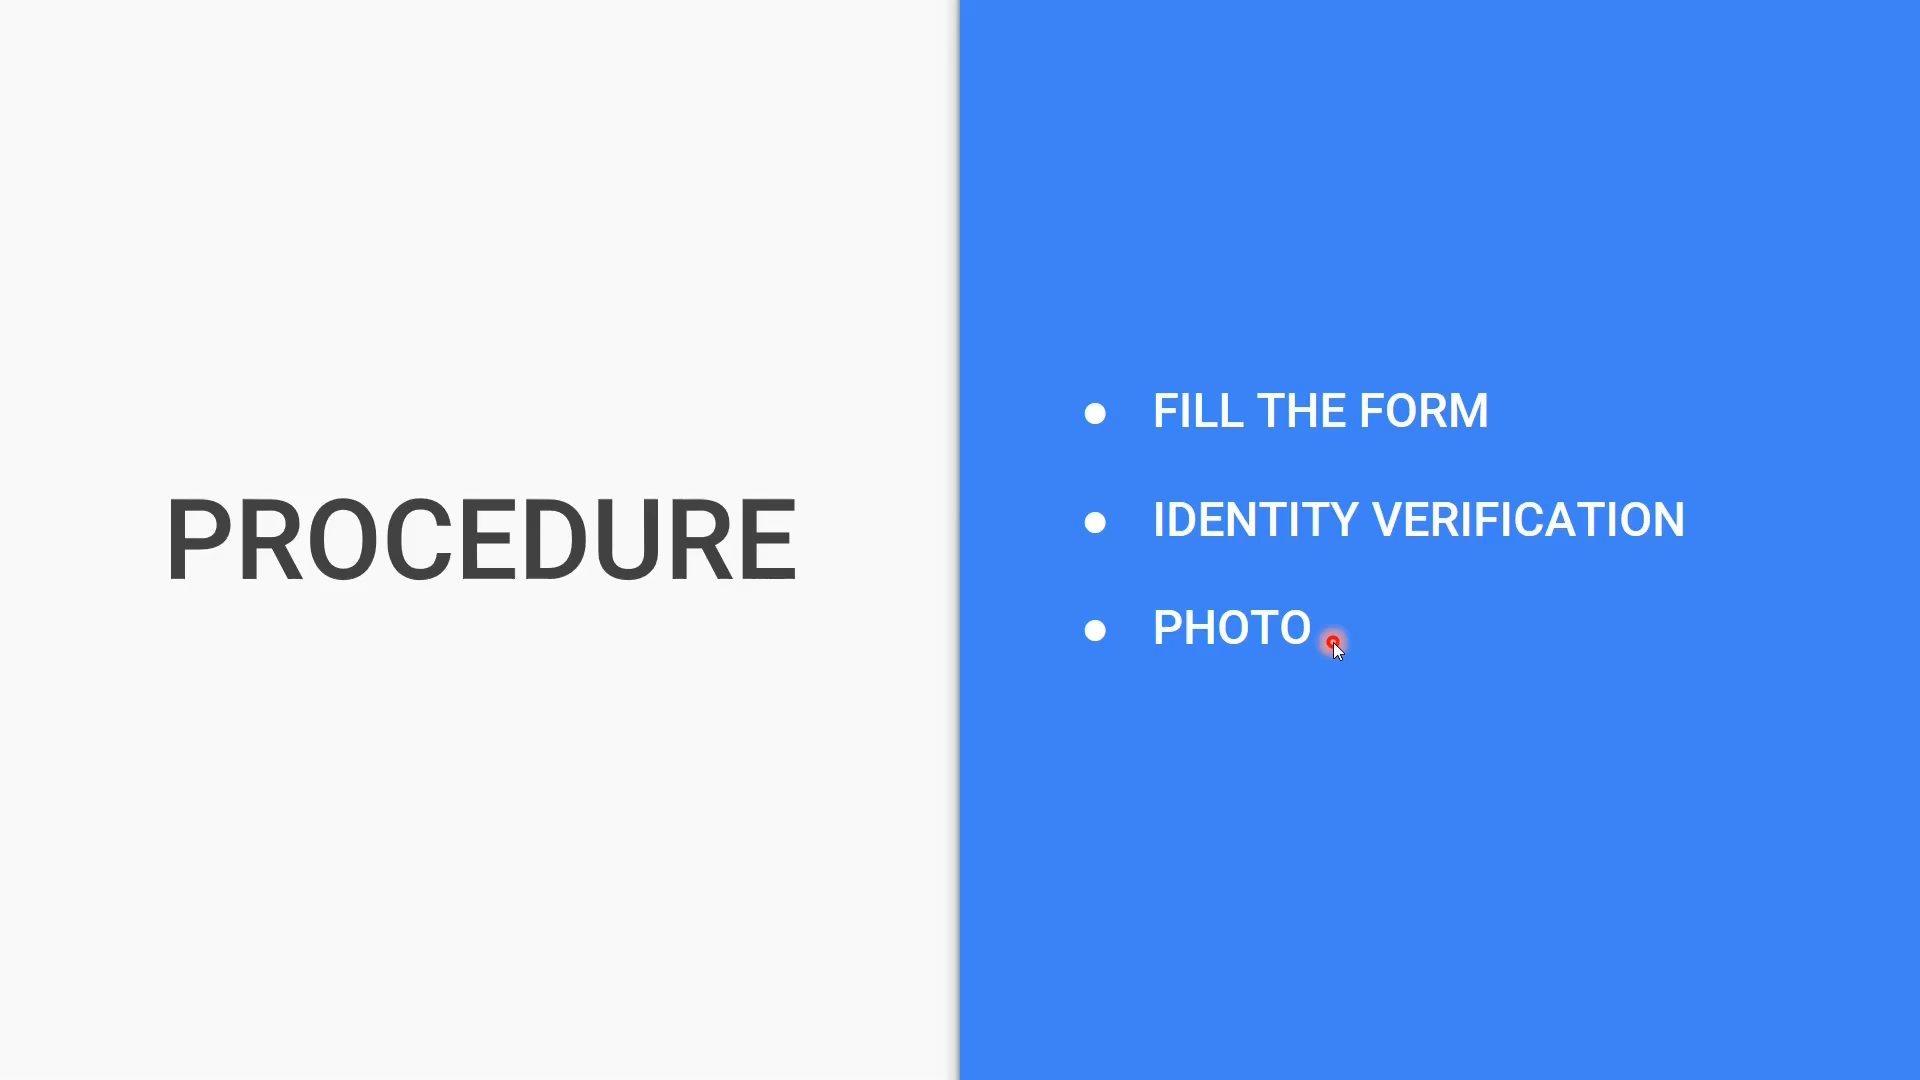 PROCEDURE
● FILL THE FORM
● IDENTITY VERIFICATION
● PHOTO